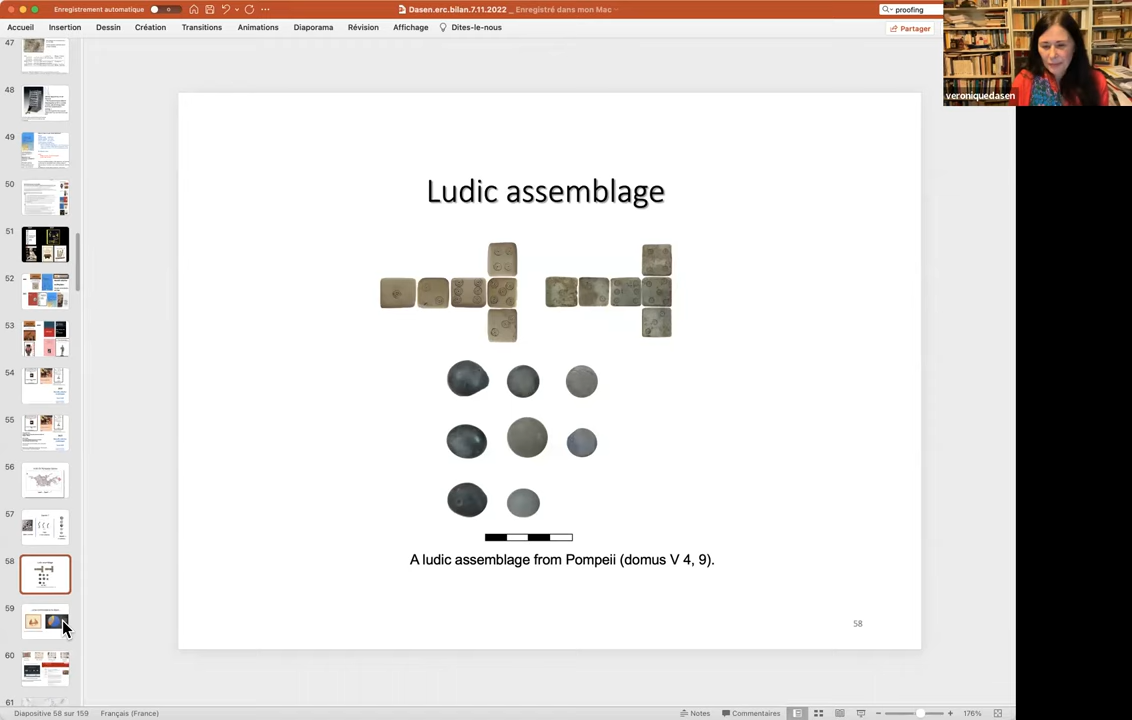 Enregistrement automatique
Dasen.erc.bilan.7.11.2022 _ Enregistré dans mon Mac
proofing
Accueil Insertion Dessin Création Transitions Animations Diaporama Révision Affichage Dites-le-nous
Partager
veroniquedasen
47
48
49
50
51
52
53
54
55
56
57
58
59
60
61
Ludic assemblage
A ludic assemblage from Pompeii (domus V 4, 9).
58
Diapositive 58 sur 159 Français (France) Notes Commentaires 176%